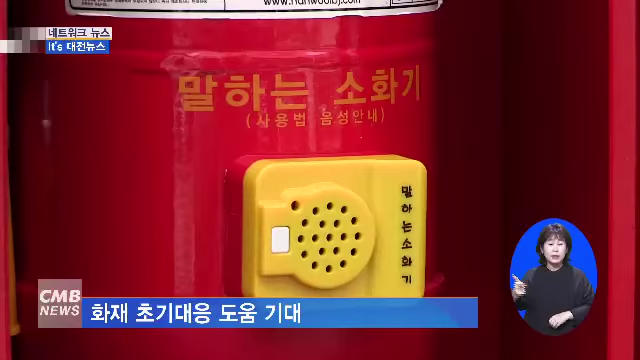 www.hanwoolbj.com
네트워크 뉴스
It's 대전뉴스
말하는 소화기
(사용법 음성안내)
말하는소화기
CMB
NEWS
화재 초기대응 도움 기대